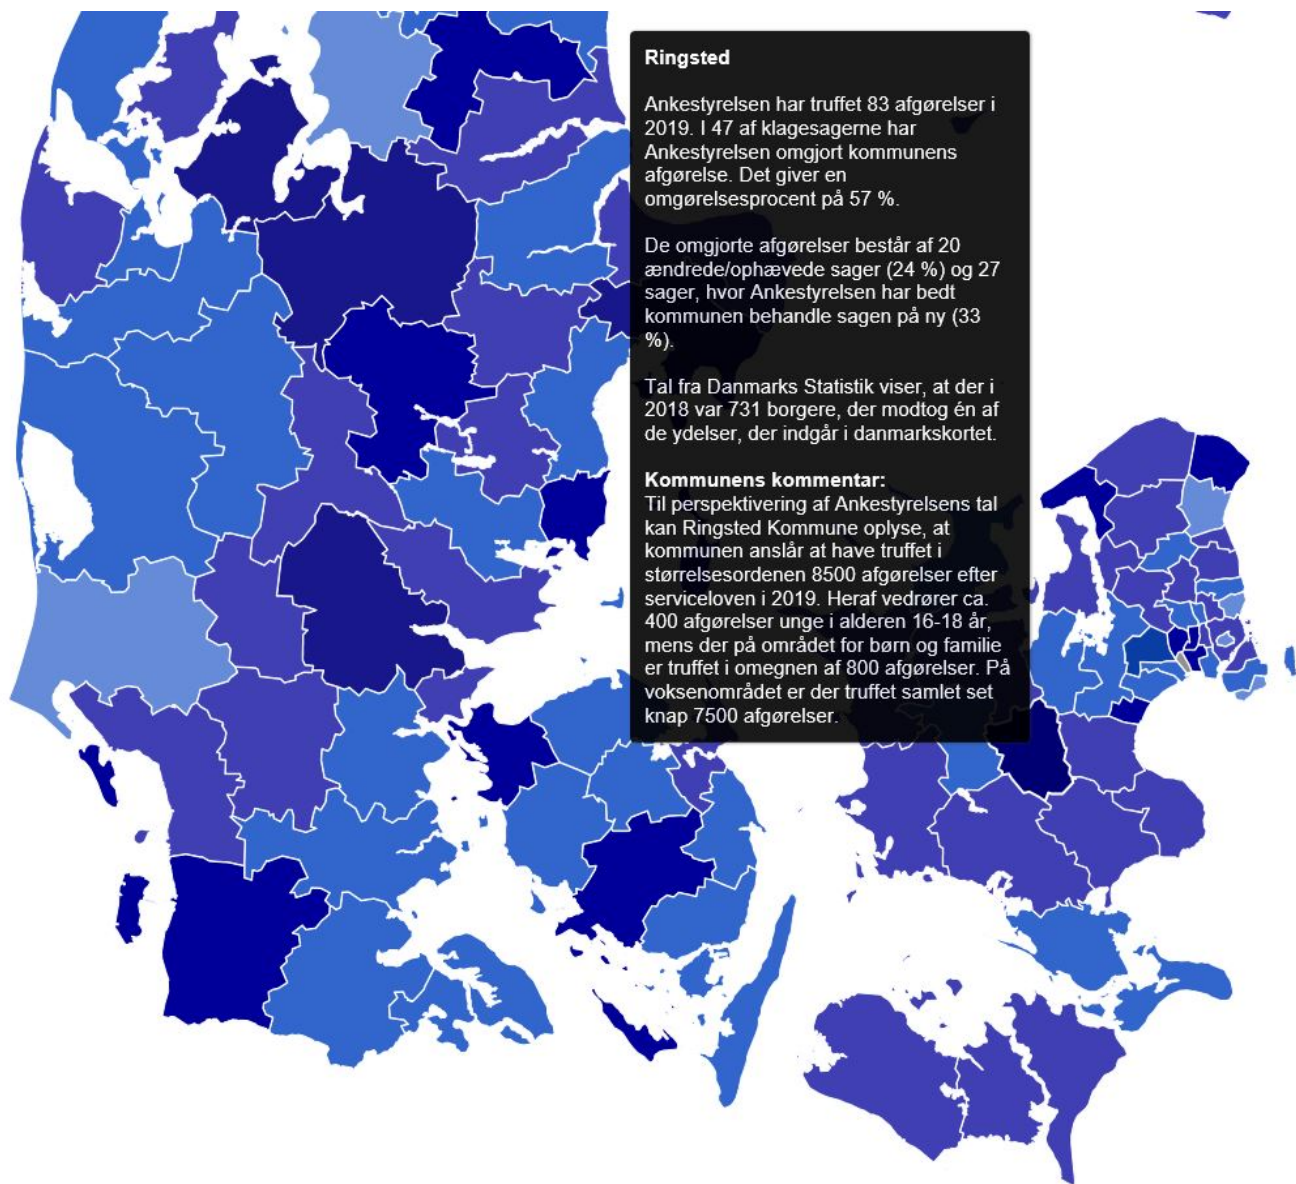 Ringsted
Ankestyrelsen har truffet 83 afgørelser i
2019. I 47 af klagesagerne har
Ankestyrelsen omgjort kommunens
afgørelse. Det giver en
omgørelsesprocent på 57 %.
De omgjorte afgørelser består af 20
ændrede/ophævede sager (24 %) og 27
sager, hvor Ankestyrelsen har bedt
kommunen behandle sagen på ny (33
%).
Tal fra Danmarks Statistik viser, at der i
2018 var 731 borgere, der modtog én af
de ydelser, der indgår i danmarkskortet.
Kommunens kommentar:
Til perspektivering af Ankestyrelsens tal
kan Ringsted Kommune oplyse, at
kommunen anslår at have truffet i
størrelsesordenen 8500 afgørelser efter
serviceloven i 2019. Heraf vedrører ca.
400 afgørelser unge i alderen 16-18 år,
mens der på området for børn og familie
er truffet i omegnen af 800 afgørelser. På
voksenområdet er der truffet samlet set
knap 7500 afgørelser.